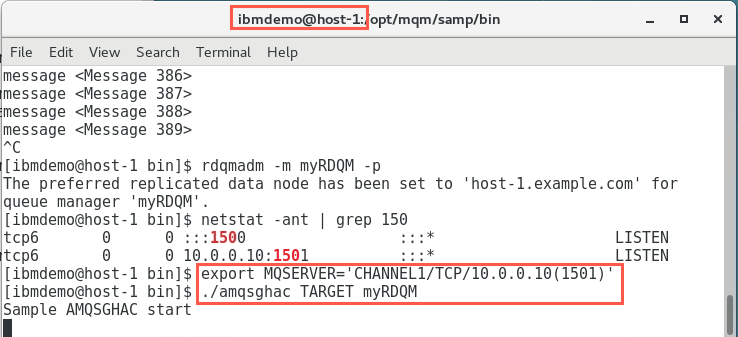 ibmdemo@host-1:/opt/mqm/samp/bin
File Edit View Search Terminal Help
message <Message 386>
message <Message 387>
message <Message 388>
message <Message 389>
^C
[ibmdemo@host-1 bin]$ rdqmadm -m myRDQM -p
The preferred replicated data node has been set to 'host-1.example.com' for
queue manager 'myRDQM'.
[ibmdemo@host-1 bin]$ netstat -ant | grep 150
tcp6 0 0 :::1500 :::* LISTEN
tcp6 0 0 10.0.0.10:1501 :::* LISTEN
[ibmdemo@host-1 bin]$ export MQSERVER='CHANNEL1/TCP/10.0.0.10(1501)'
[ibmdemo@host-1 bin]$ ./amqsghac TARGET myRDQM
Sample AMQSGHAC start